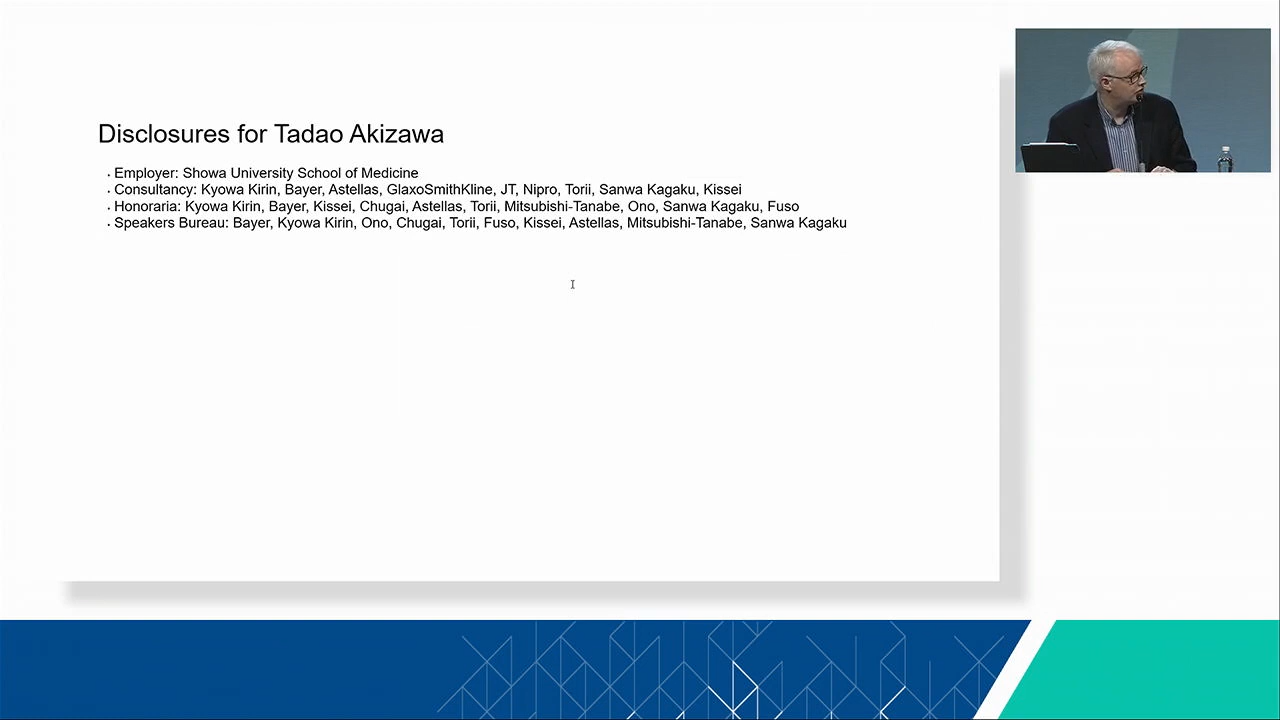 Disclosures for Tadao Akizawa
· Employer: Showa University School of Medicine
· Consultancy: Kyowa Kirin, Bayer, Astellas, GlaxoSmithKline, JT, Nipro, Torii, Sanwa Kagaku, Kissei
· Honoraria: Kyowa Kirin, Bayer, Kissei, Chugai, Astellas, Torii, Mitsubishi-Tanabe, Ono, Sanwa Kagaku, Fuso
· Speakers Bureau: Bayer, Kyowa Kirin, Ono, Chugai, Torii, Fuso, Kissei, Astellas, Mitsubishi-Tanabe, Sanwa Kagaku